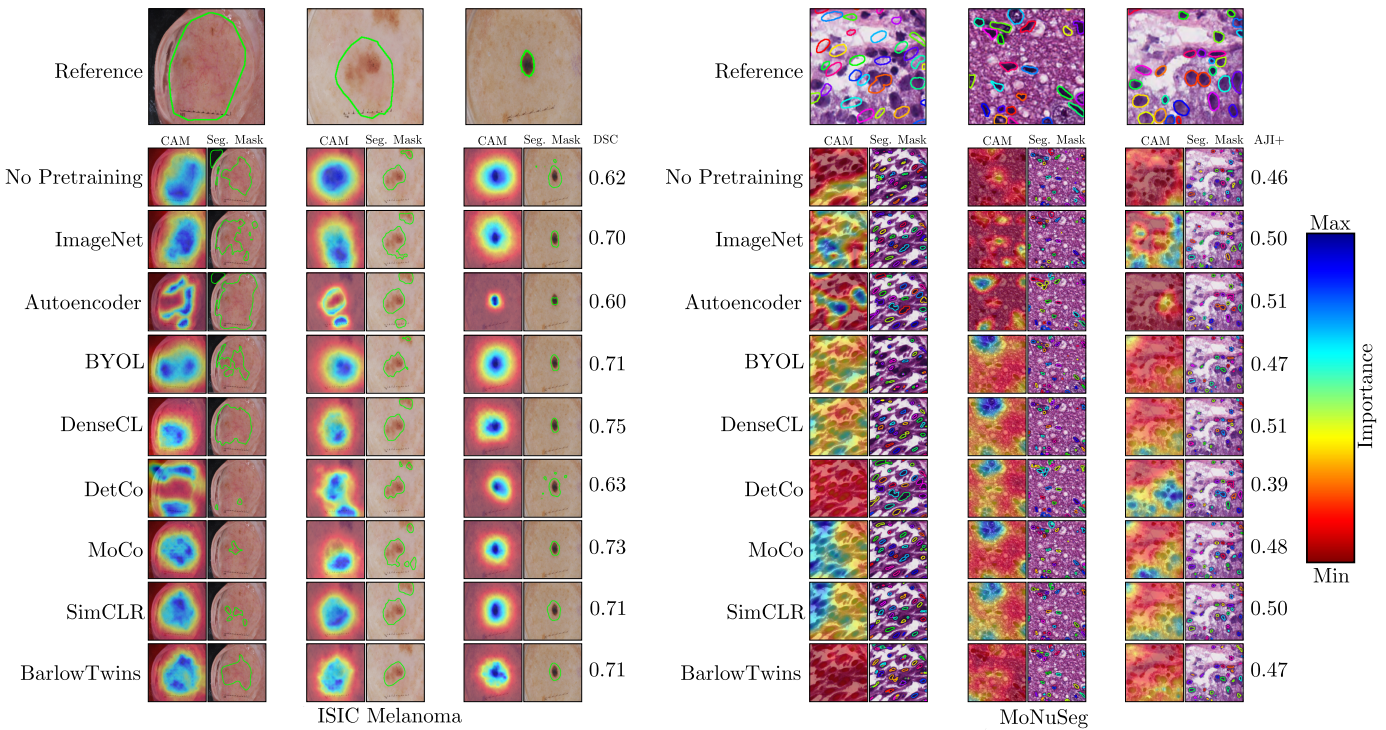 Reference
CAM Seg. Mask CAM Seg. Mask CAM Seg. Mask DSC
No Pretraining 0.62
ImageNet 0.70
Autoencoder 0.60
BYOL 0.71
DenseCL 0.75
DetCo 0.63
MoCo 0.73
SimCLR 0.71
BarlowTwins 0.71
ISIC Melanoma
Reference
CAM Seg. Mask CAM Seg. Mask CAM Seg. Mask AJI+
No Pretraining 0.46
ImageNet 0.50
Autoencoder 0.51
BYOL 0.47
DenseCL 0.51
DetCo 0.39
MoCo 0.48
SimCLR 0.50
BarlowTwins 0.47
MoNuSeg
Max
Importance
Min